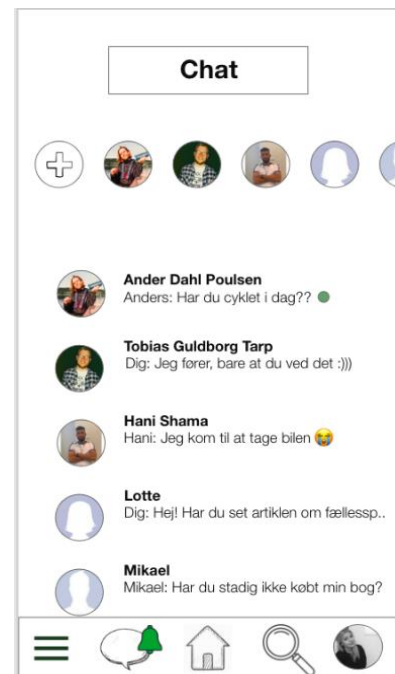 Chat
Ander Dahl Poulsen
Anders: Har du cyklet i dag??
Tobias Guldborg Tarp
Dig: Jeg fører, bare at du ved det :)))
Hani Shama
Hani: Jeg kom til at tage bilen 😭
Lotte
Dig: Hej! Har du set artiklen om fællessp..
Mikael
Mikael: Har du stadig ikke købt min bog?